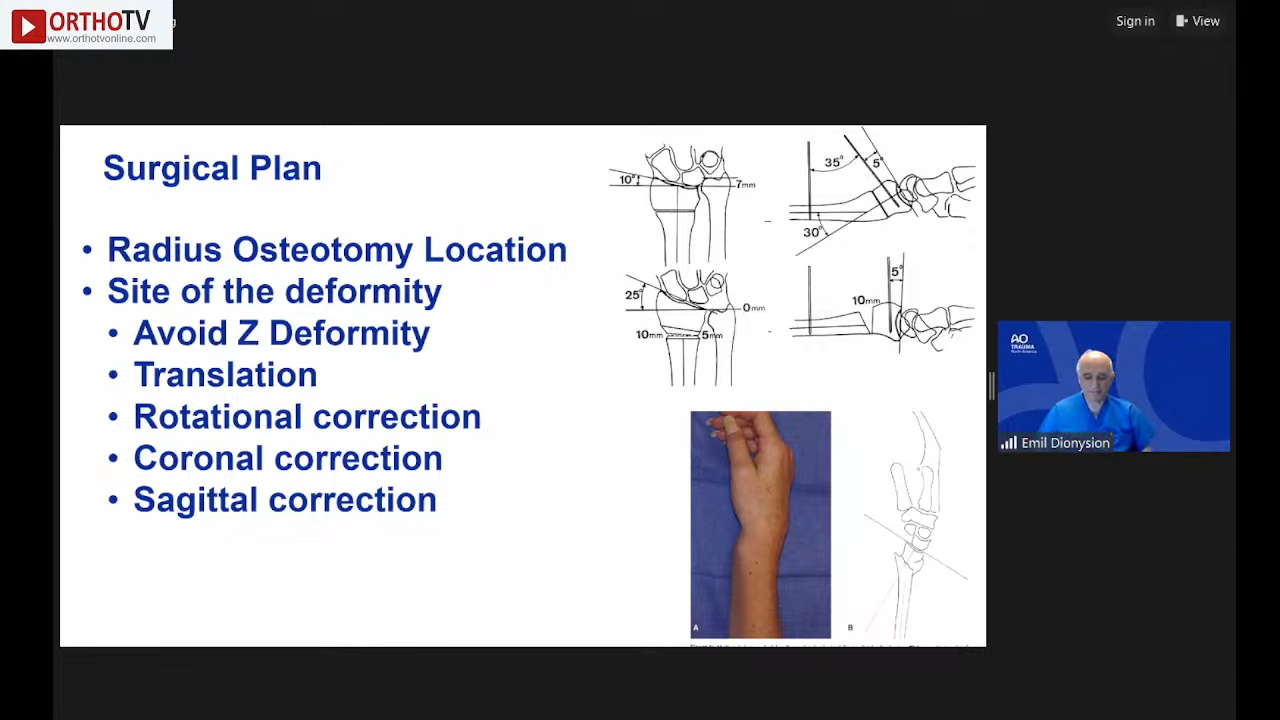 ORTHOTV
www.orthotvonline.com
Sign in
View
Surgical Plan
• Radius Osteotomy Location
• Site of the deformity
• Avoid Z Deformity
• Translation
• Rotational correction
• Coronal correction
• Sagittal correction
10°
7mm
35°
5°
30°
25°
0mm
10mm
5mm
5°
10mm
A
B
AO
TRAUMA
North America
Emil Dionysion